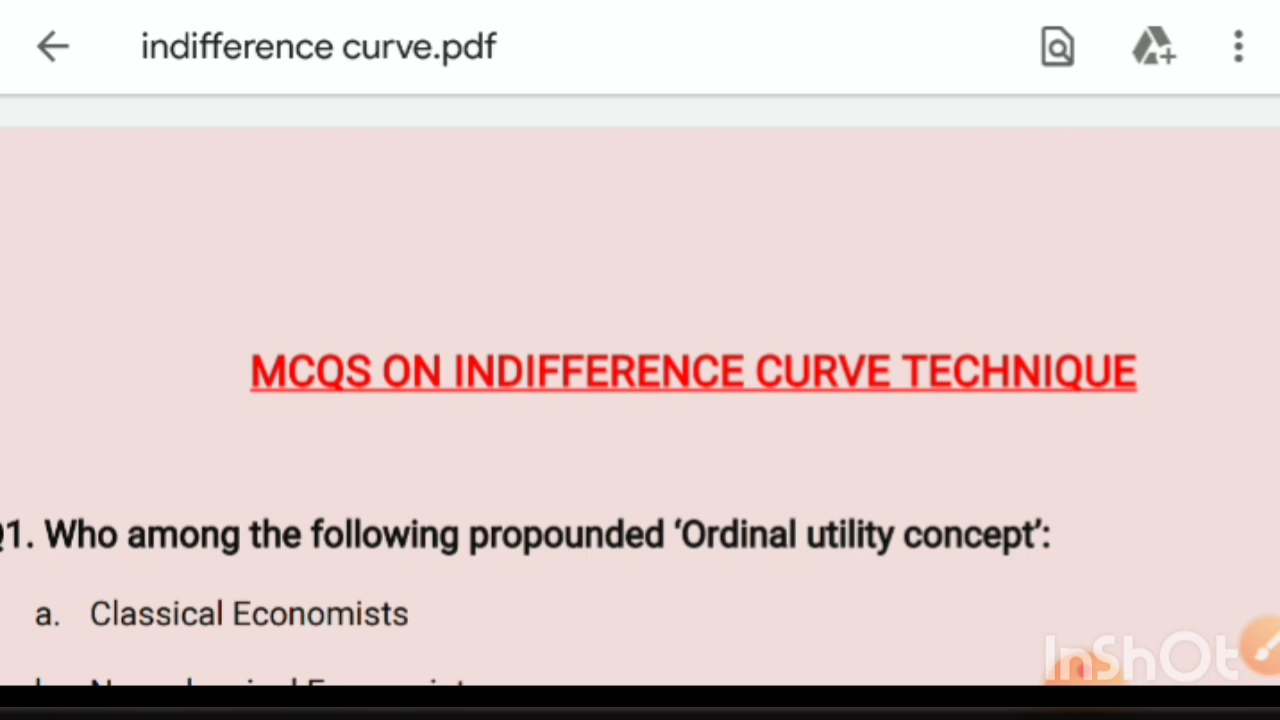 indifference curve.pdf
MCQS ON INDIFFERENCE CURVE TECHNIQUE
1. Who among the following propounded ‘Ordinal utility concept’:
a. Classical Economists
InShOt